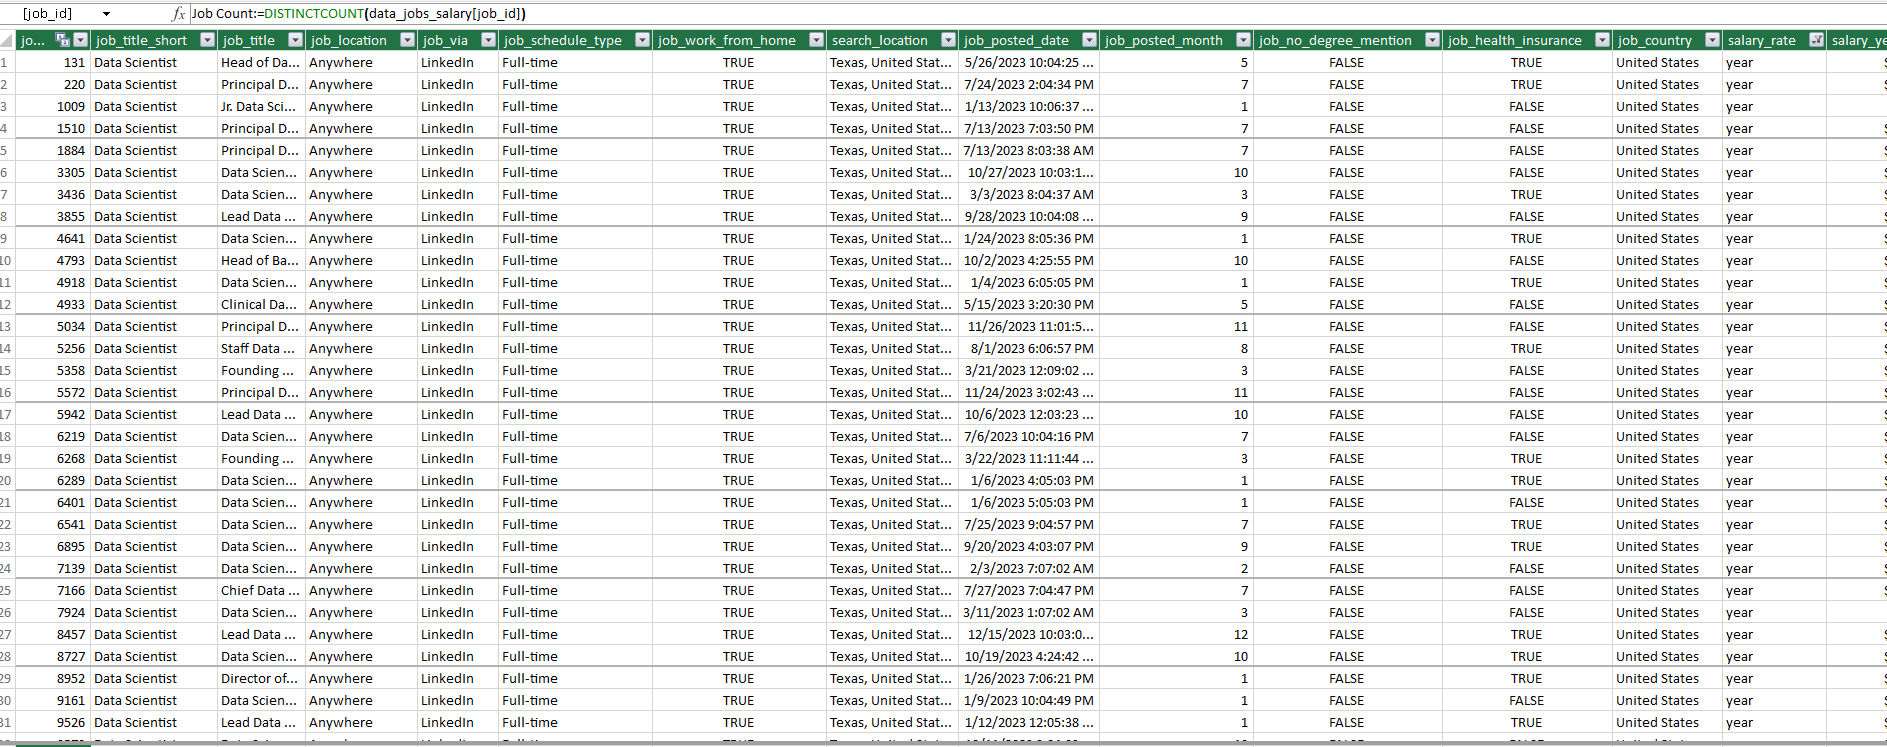 [job_id] fx Job Count:=DISTINCTCOUNT(data_jobs_salary[job_id])
jo... job_title_short job_title job_location job_via job_schedule_type job_work_from_home search_location job_posted_date job_posted_month job_no_degree_mention job_health_insurance job_country salary_rate salary_ye
1 131 Data Scientist Head of Da... Anywhere LinkedIn Full-time TRUE Texas, United Stat... 5/26/2023 10:04:25 ... 5 FALSE TRUE United States year $
2 220 Data Scientist Principal D... Anywhere LinkedIn Full-time TRUE Texas, United Stat... 7/24/2023 2:04:34 PM 7 FALSE TRUE United States year $
3 1009 Data Scientist Jr. Data Sci... Anywhere LinkedIn Full-time TRUE Texas, United Stat... 1/13/2023 10:06:37 ... 1 FALSE FALSE United States year
4 1510 Data Scientist Principal D... Anywhere LinkedIn Full-time TRUE Texas, United Stat... 7/13/2023 7:03:50 PM 7 FALSE FALSE United States year $
5 1884 Data Scientist Principal D... Anywhere LinkedIn Full-time TRUE Texas, United Stat... 7/13/2023 8:03:38 AM 7 FALSE FALSE United States year $
6 3305 Data Scientist Data Scien... Anywhere LinkedIn Full-time TRUE Texas, United Stat... 10/27/2023 10:03:1... 10 FALSE FALSE United States year $
7 3436 Data Scientist Data Scien... Anywhere LinkedIn Full-time TRUE Texas, United Stat... 3/3/2023 8:04:37 AM 3 FALSE TRUE United States year $
8 3855 Data Scientist Lead Data ... Anywhere LinkedIn Full-time TRUE Texas, United Stat... 9/28/2023 10:04:08 ... 9 FALSE FALSE United States year $
9 4641 Data Scientist Data Scien... Anywhere LinkedIn Full-time TRUE Texas, United Stat... 1/24/2023 8:05:36 PM 1 FALSE TRUE United States year $
10 4793 Data Scientist Head of Ba... Anywhere LinkedIn Full-time TRUE Texas, United Stat... 10/2/2023 4:25:55 PM 10 FALSE FALSE United States year $
11 4918 Data Scientist Data Scien... Anywhere LinkedIn Full-time TRUE Texas, United Stat... 1/4/2023 6:05:05 PM 1 FALSE TRUE United States year $
12 4933 Data Scientist Clinical Da... Anywhere LinkedIn Full-time TRUE Texas, United Stat... 5/15/2023 3:20:30 PM 5 FALSE FALSE United States year $
13 5034 Data Scientist Principal D... Anywhere LinkedIn Full-time TRUE Texas, United Stat... 11/26/2023 11:01:5... 11 FALSE FALSE United States year $
14 5256 Data Scientist Staff Data ... Anywhere LinkedIn Full-time TRUE Texas, United Stat... 8/1/2023 6:06:57 PM 8 FALSE TRUE United States year $
15 5358 Data Scientist Founding ... Anywhere LinkedIn Full-time TRUE Texas, United Stat... 3/21/2023 12:09:02 ... 3 FALSE FALSE United States year $
16 5572 Data Scientist Principal D... Anywhere LinkedIn Full-time TRUE Texas, United Stat... 11/24/2023 3:02:43 ... 11 FALSE FALSE United States year $
17 5942 Data Scientist Lead Data ... Anywhere LinkedIn Full-time TRUE Texas, United Stat... 10/6/2023 12:03:23 ... 10 FALSE FALSE United States year $
18 6219 Data Scientist Data Scien... Anywhere LinkedIn Full-time TRUE Texas, United Stat... 7/6/2023 10:04:16 PM 7 FALSE FALSE United States year $
19 6268 Data Scientist Founding ... Anywhere LinkedIn Full-time TRUE Texas, United Stat... 3/22/2023 11:11:44 ... 3 FALSE TRUE United States year $
20 6289 Data Scientist Data Scien... Anywhere LinkedIn Full-time TRUE Texas, United Stat... 1/6/2023 4:05:03 PM 1 FALSE TRUE United States year $
21 6401 Data Scientist Data Scien... Anywhere LinkedIn Full-time TRUE Texas, United Stat... 1/6/2023 5:05:03 PM 1 FALSE FALSE United States year $
22 6541 Data Scientist Data Scien... Anywhere LinkedIn Full-time TRUE Texas, United Stat... 7/25/2023 9:04:57 PM 7 FALSE TRUE United States year $
23 6895 Data Scientist Data Scien... Anywhere LinkedIn Full-time TRUE Texas, United Stat... 9/20/2023 4:03:07 PM 9 FALSE TRUE United States year $
24 7139 Data Scientist Data Scien... Anywhere LinkedIn Full-time TRUE Texas, United Stat... 2/3/2023 7:07:02 AM 2 FALSE FALSE United States year $
25 7166 Data Scientist Chief Data ... Anywhere LinkedIn Full-time TRUE Texas, United Stat... 7/27/2023 7:04:47 PM 7 FALSE FALSE United States year $
26 7924 Data Scientist Data Scien... Anywhere LinkedIn Full-time TRUE Texas, United Stat... 3/11/2023 1:07:02 AM 3 FALSE FALSE United States year
27 8457 Data Scientist Lead Data ... Anywhere LinkedIn Full-time TRUE Texas, United Stat... 12/15/2023 10:03:0... 12 FALSE TRUE United States year $
28 8727 Data Scientist Data Scien... Anywhere LinkedIn Full-time TRUE Texas, United Stat... 10/19/2023 4:24:42 ... 10 FALSE TRUE United States year $
29 8952 Data Scientist Director of... Anywhere LinkedIn Full-time TRUE Texas, United Stat... 1/26/2023 7:06:21 PM 1 FALSE TRUE United States year $
30 9161 Data Scientist Data Scien... Anywhere LinkedIn Full-time TRUE Texas, United Stat... 1/9/2023 10:04:49 PM 1 FALSE FALSE United States year $
31 9526 Data Scientist Lead Data ... Anywhere LinkedIn Full-time TRUE Texas, United Stat... 1/12/2023 12:05:38 ... 1 FALSE TRUE United States year $